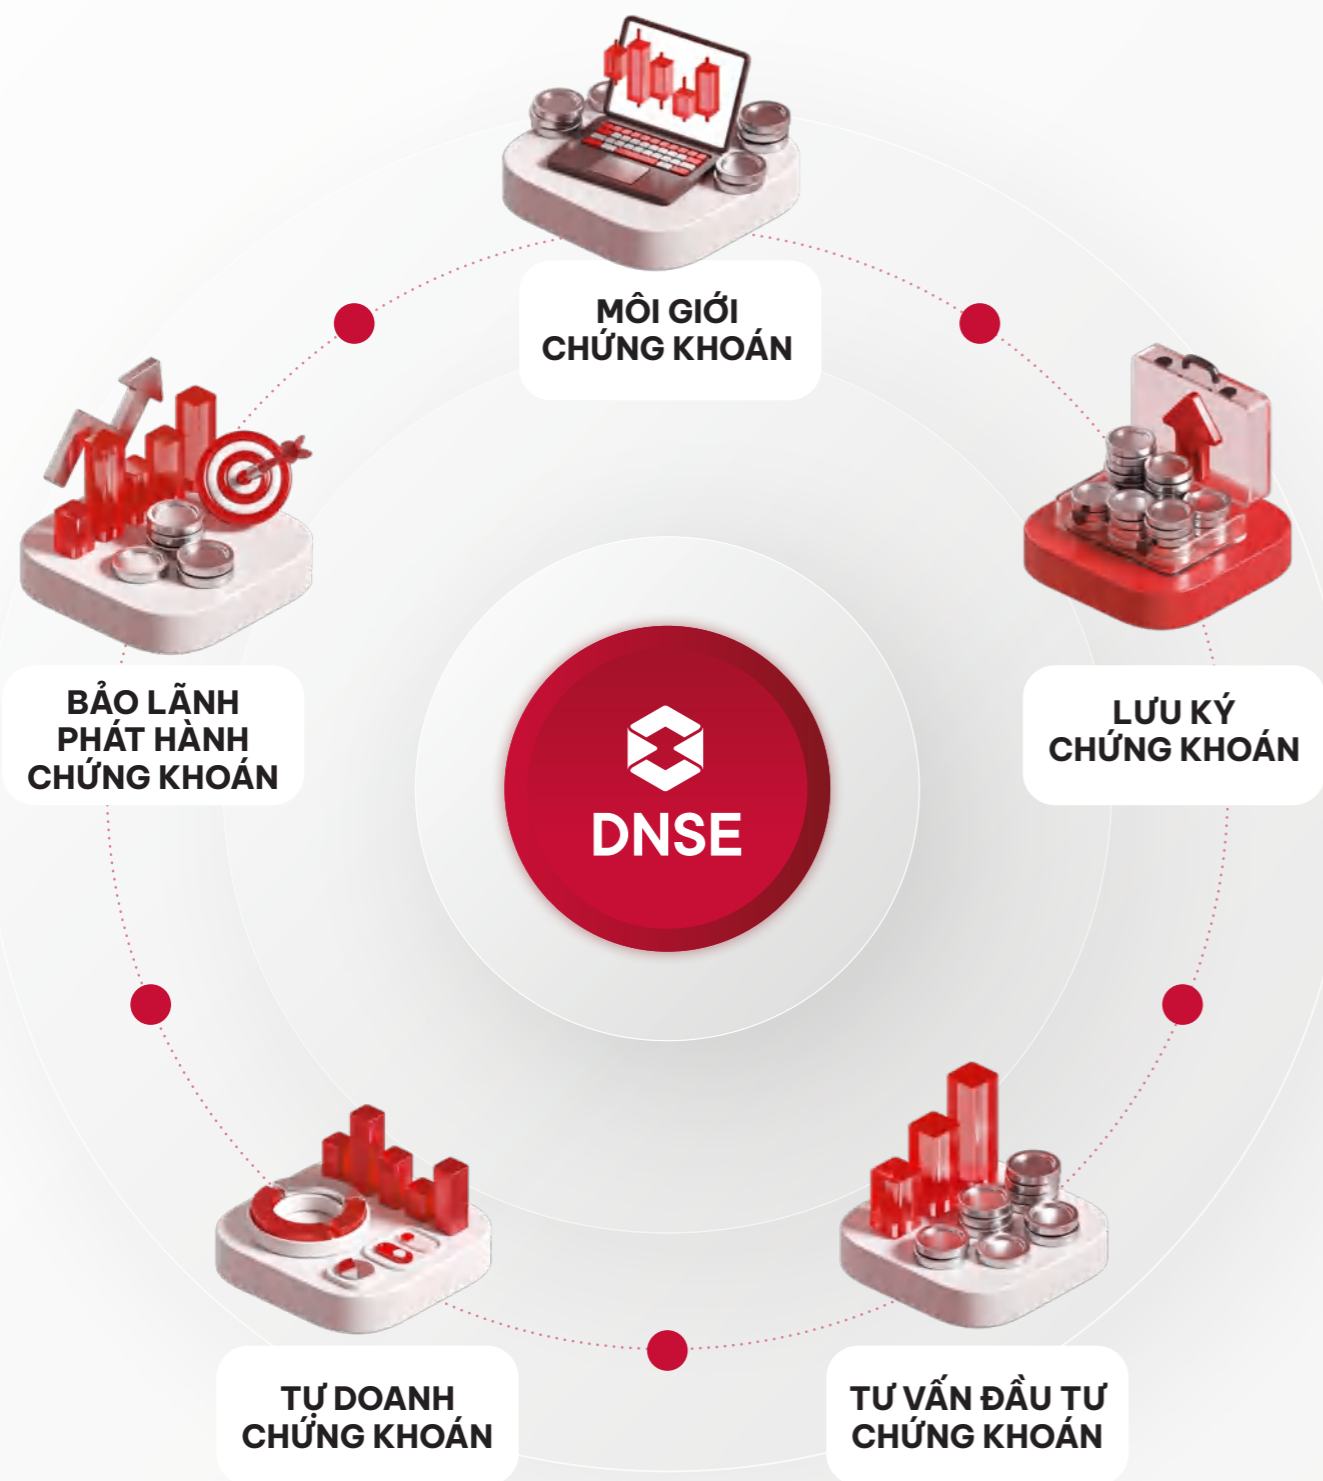 MÔI GIỚI
CHỨNG KHOÁN
BẢO LÃNH
PHÁT HÀNH
CHỨNG KHOÁN
LƯU KÝ
CHỨNG KHOÁN
DNSE
TỰ DOANH
CHỨNG KHOÁN
TƯ VẤN ĐẦU TƯ
CHỨNG KHOÁN